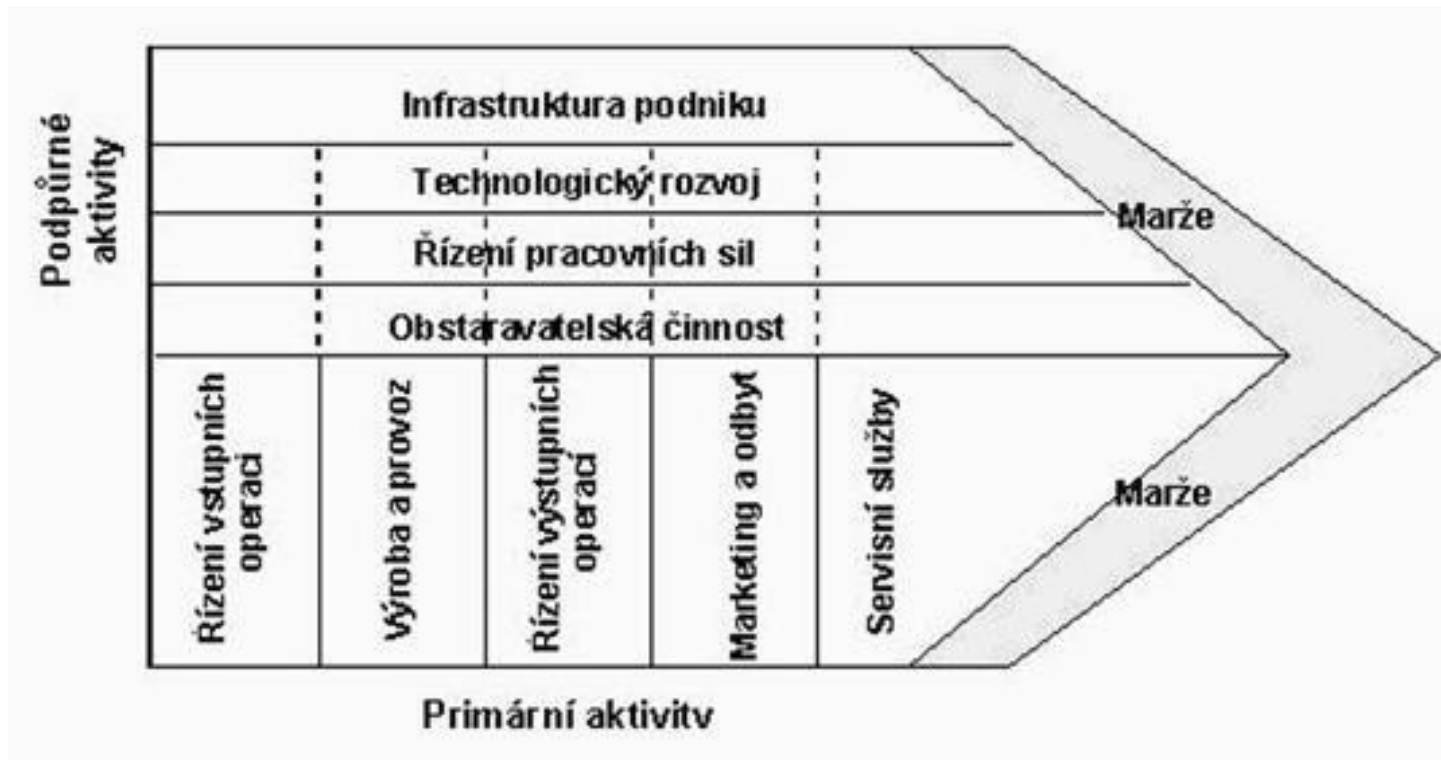 Podpůrné
aktivity
Infrastruktura podniku
Technologický rozvoj
Řízení pracovních sil
Obstaravatelská činnost
Marže
Řízení vstupních
operací
Výroba a provoz
Řízení výstupních
operací
Marketing a odbyt
Servisní služby
Marže
Primární aktivity